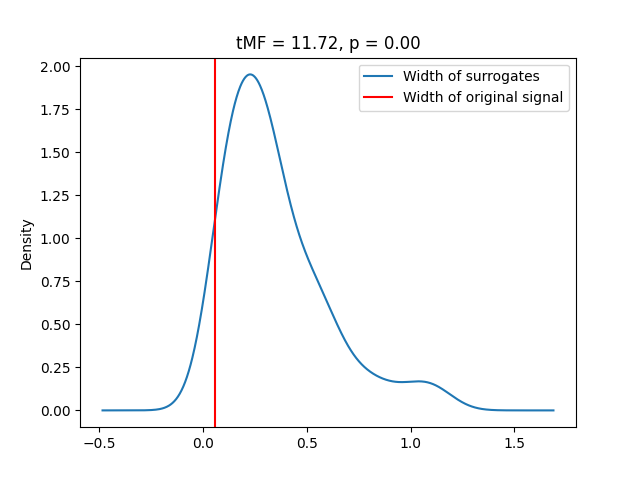 tMF = 11.72, p = 0.00
Width of surrogates
Width of original signal
Density
2.00
1.75
1.50
1.25
1.00
0.75
0.50
0.25
0.00
−0.5 0.0 0.5 1.0 1.5